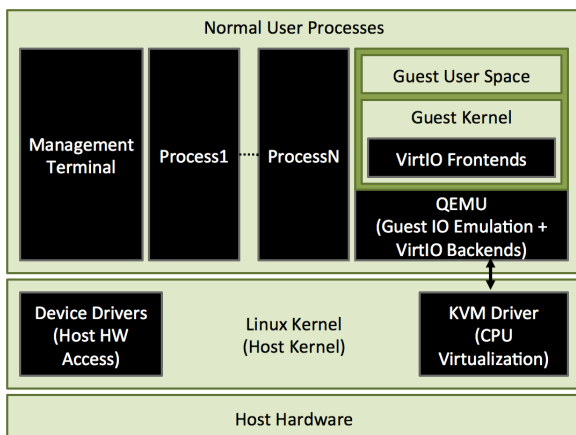 Normal User Processes
Management
Terminal
Process1
ProcessN
Guest User Space
Guest Kernel
VirtIO Frontends
QEMU
(Guest IO Emulation +
VirtIO Backends)
Device Drivers
(Host HW
Access)
Linux Kernel
(Host Kernel)
KVM Driver
(CPU
Virtualization)
Host Hardware